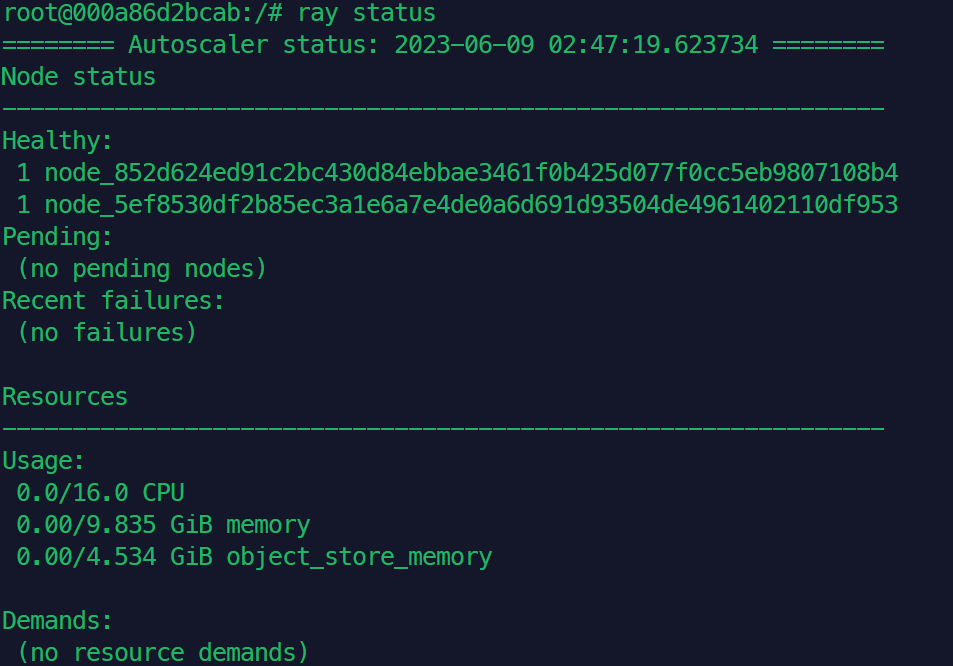 root@000a86d2bcab:/# ray status
======== Autoscaler status: 2023-06-09 02:47:19.623734 ========
Node status
---------------------------------------------------------------
Healthy:
 1 node_852d624ed91c2bc430d84ebbae3461f0b425d077f0cc5eb9807108b4
 1 node_5ef8530df2b85ec3a1e6a7e4de0a6d691d93504de4961402110df953
Pending:
 (no pending nodes)
Recent failures:
 (no failures)

Resources
---------------------------------------------------------------
Usage:
 0.0/16.0 CPU
 0.00/9.835 GiB memory
 0.00/4.534 GiB object_store_memory

Demands:
 (no resource demands)